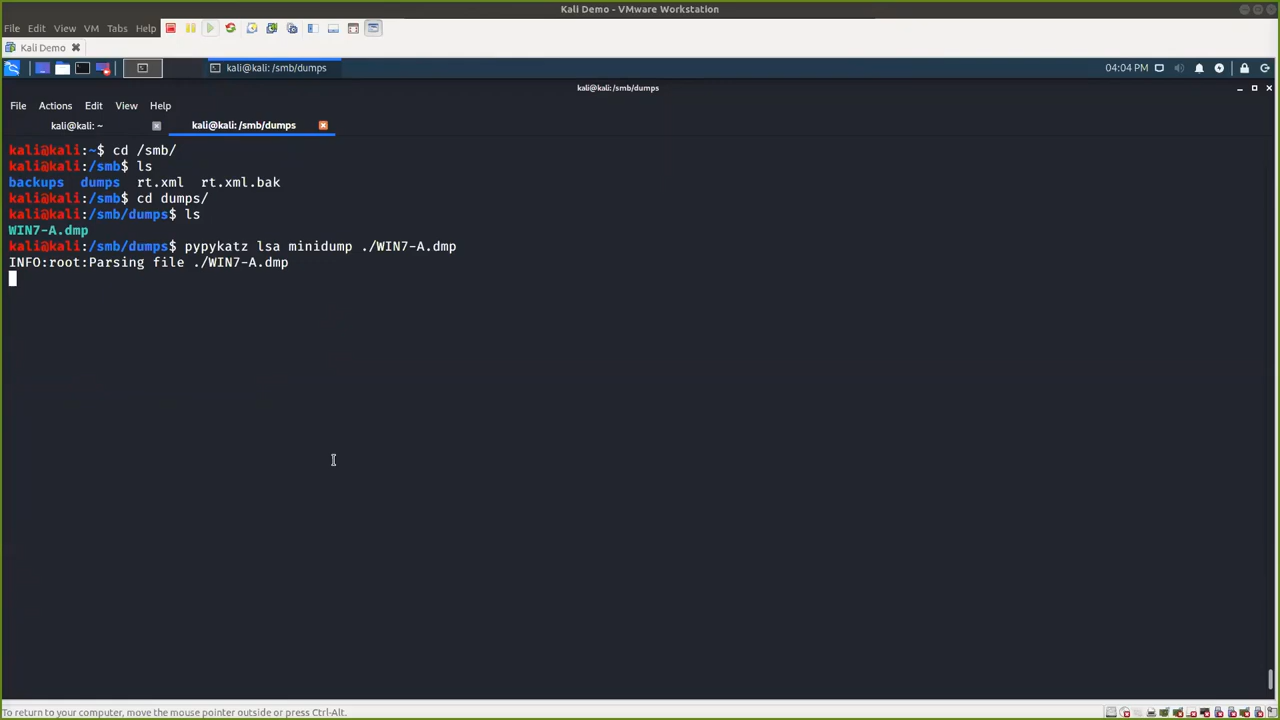 Kali Demo - VMware Workstation
File Edit View VM Tabs Help
Kali Demo
kali@kali: /smb/dumps
04:04 PM
kali@kali:/smb/dumps
File Actions Edit View Help
kali@kali: ~
kali@kali: /smb/dumps
kali@kali:~$ cd /smb/
kali@kali:/smb$ ls
backups dumps rt.xml rt.xml.bak
kali@kali:/smb$ cd dumps/
kali@kali:/smb/dumps$ ls
WIN7-A.dmp
kali@kali:/smb/dumps$ pypykatz lsa minidump ./WIN7-A.dmp
INFO:root:Parsing file ./WIN7-A.dmp
To return to your computer, move the mouse pointer outside or press Ctrl-Alt.